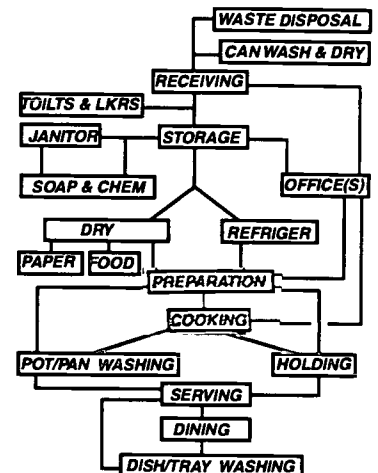 WASTE DISPOSAL
CAN WASH & DRY
RECEIVING
TOILTS & LKRS
JANITOR
STORAGE
SOAP & CHEM
OFFICE(S)
DRY
REFRIGER
PAPER
FOOD
PREPARATION
COOKING
POT/PAN WASHING
HOLDING
SERVING
DINING
DISH/TRAY WASHING